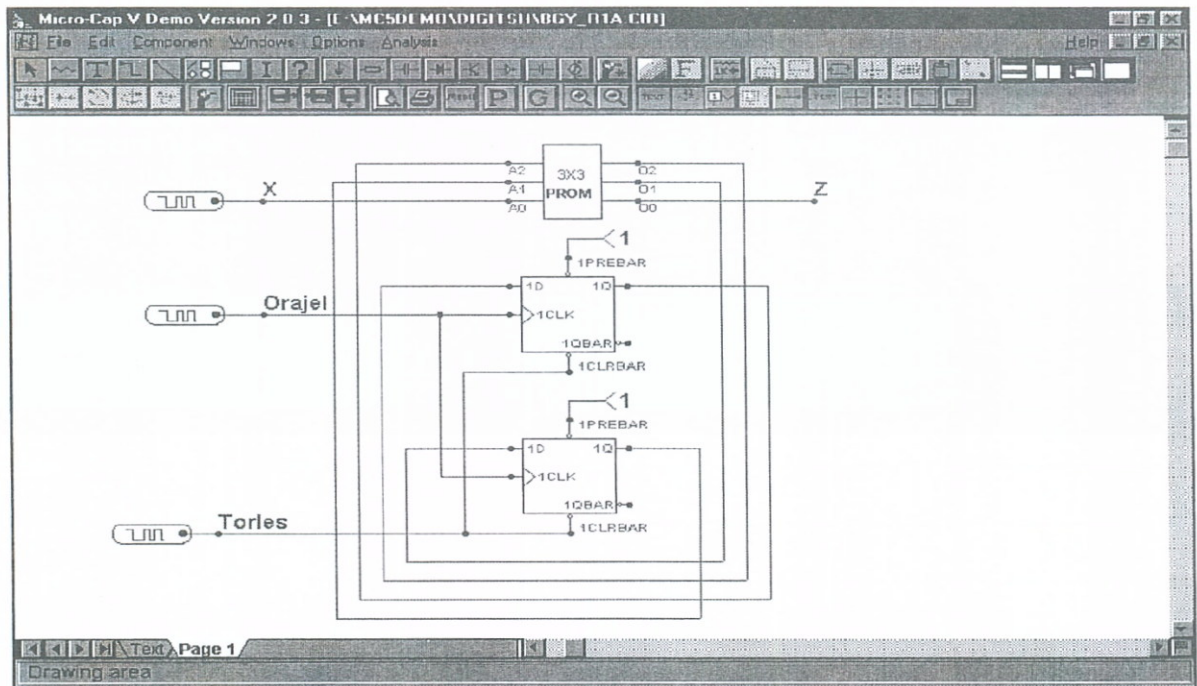 Micro-Cap V Demo Version 2.0.3 - [E:\MC5DEMO\DIGITSH\BGY_R1A.CIR]
File Edit Component Windows Options Analysis Help
X
A2
A1
A0
3X3
PROM
O2
O1
O0
Z
1
1PREBAR
Orajel
1D
1Q
1CLK
1QBAR
1CLRBAR
1
1PREBAR
1D
1Q
1CLK
1QBAR
1CLRBAR
Torles
Text Page 1
Drawing area